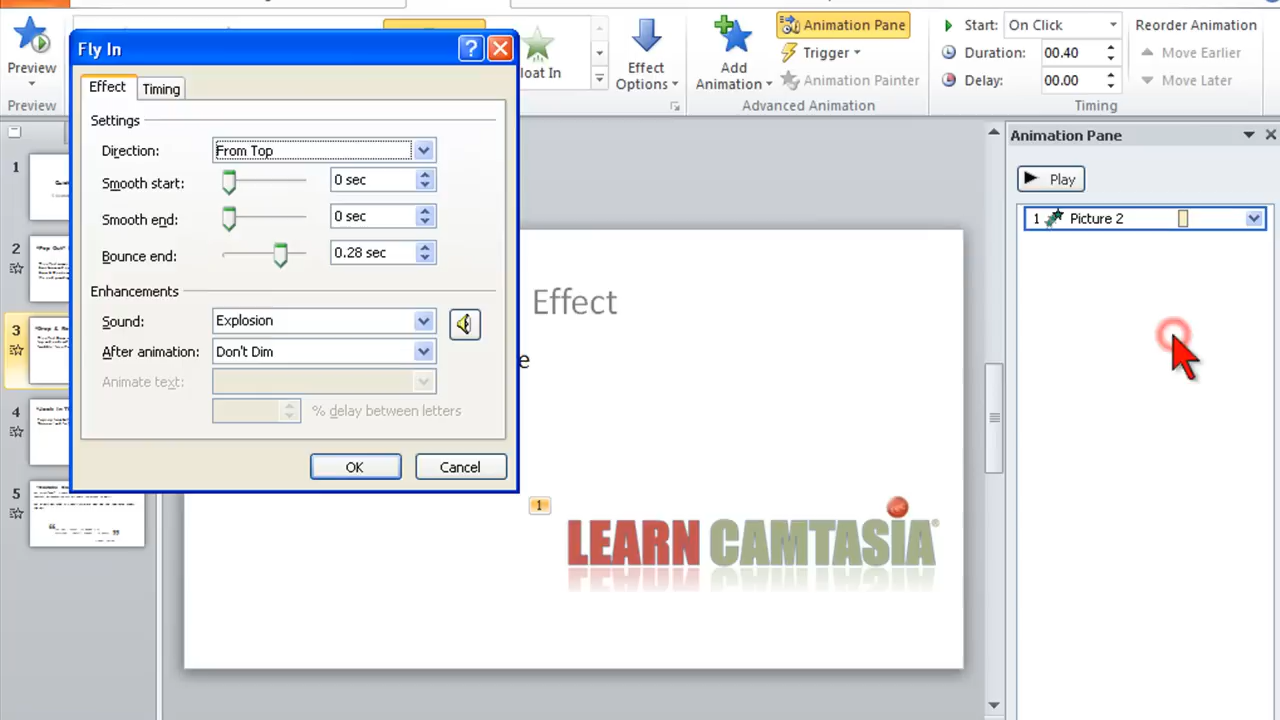 Preview
Preview
Fly In
?
Effect
Timing
Settings
Direction:
From Top
Smooth start:
0 sec
Smooth end:
0 sec
Bounce end:
0.28 sec
Enhancements
Sound:
Explosion
After animation:
Don't Dim
Animate text:
% delay between letters
OK
Cancel
loat In
Effect
Options
Add
Animation
Animation Pane
Trigger
Animation Painter
Advanced Animation
Start:
On Click
Duration:
00.40
Delay:
00.00
Reorder Animation
Move Earlier
Move Later
Timing
Animation Pane
Play
1
Picture 2
1
2
3
4
5
Effect
e
1
LEARN CAMTASIA®